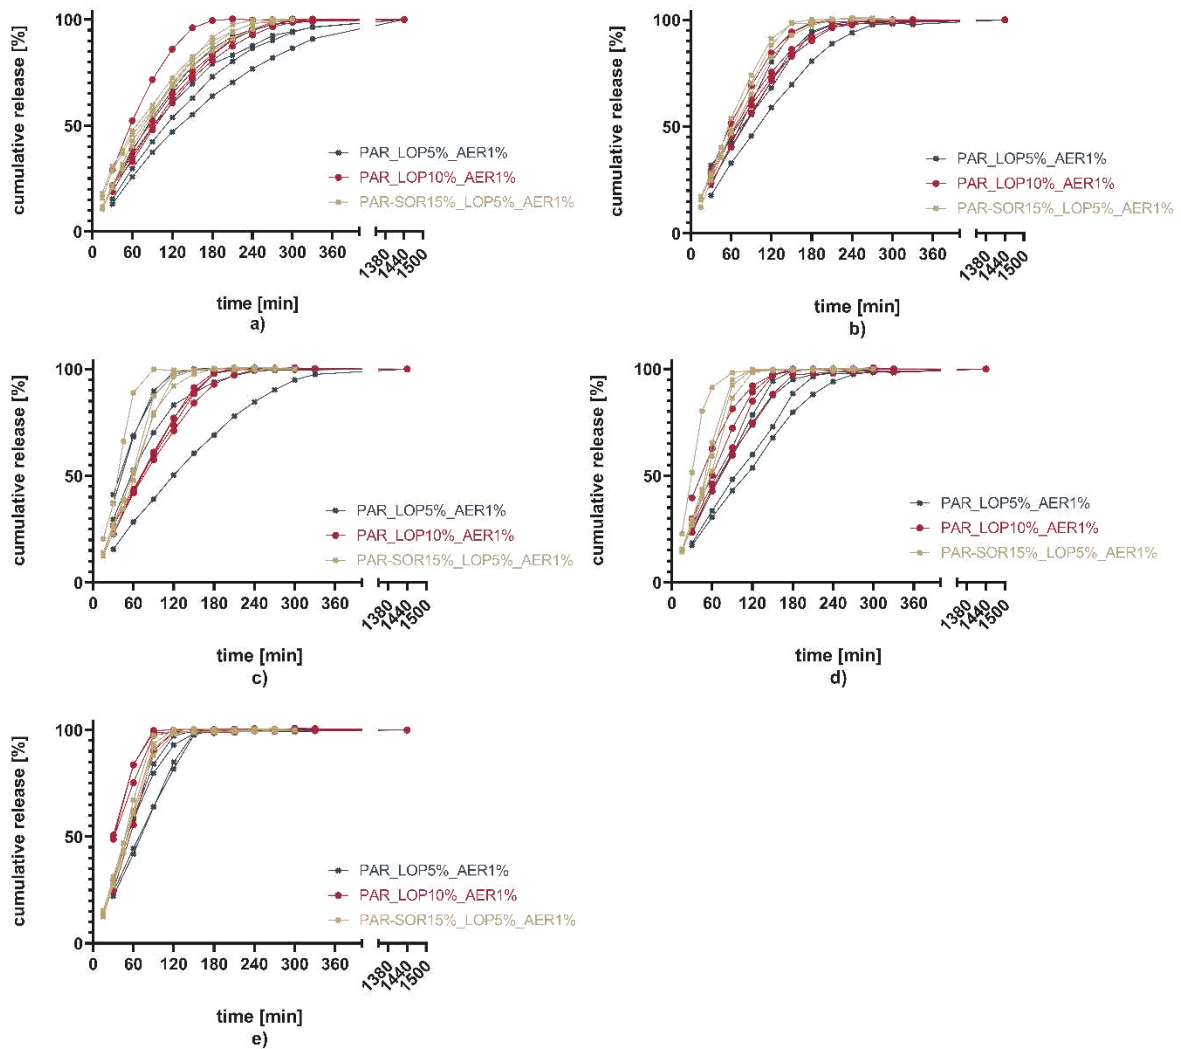 cumulative release [%]
100
50
0
0 60 120 180 240 300 360
1380
1440
1500
PAR_LOP5%_AER1%
PAR_LOP10%_AER1%
PAR-SOR15%_LOP5%_AER1%
time [min]
a)
cumulative release [%]
100
50
0
0 60 120 180 240 300 360
1380
1440
1500
PAR_LOP5%_AER1%
PAR_LOP10%_AER1%
PAR-SOR15%_LOP5%_AER1%
time [min]
b)
cumulative release [%]
100
50
0
0 60 120 180 240 300 360
1380
1440
1500
PAR_LOP5%_AER1%
PAR_LOP10%_AER1%
PAR-SOR15%_LOP5%_AER1%
time [min]
c)
cumulative release [%]
100
50
0
0 60 120 180 240 300 360
1380
1440
1500
PAR_LOP5%_AER1%
PAR_LOP10%_AER1%
PAR-SOR15%_LOP5%_AER1%
time [min]
d)
cumulative release [%]
100
50
0
0 60 120 180 240 300 360
1380
1440
1500
PAR_LOP5%_AER1%
PAR_LOP10%_AER1%
PAR-SOR15%_LOP5%_AER1%
time [min]
e)